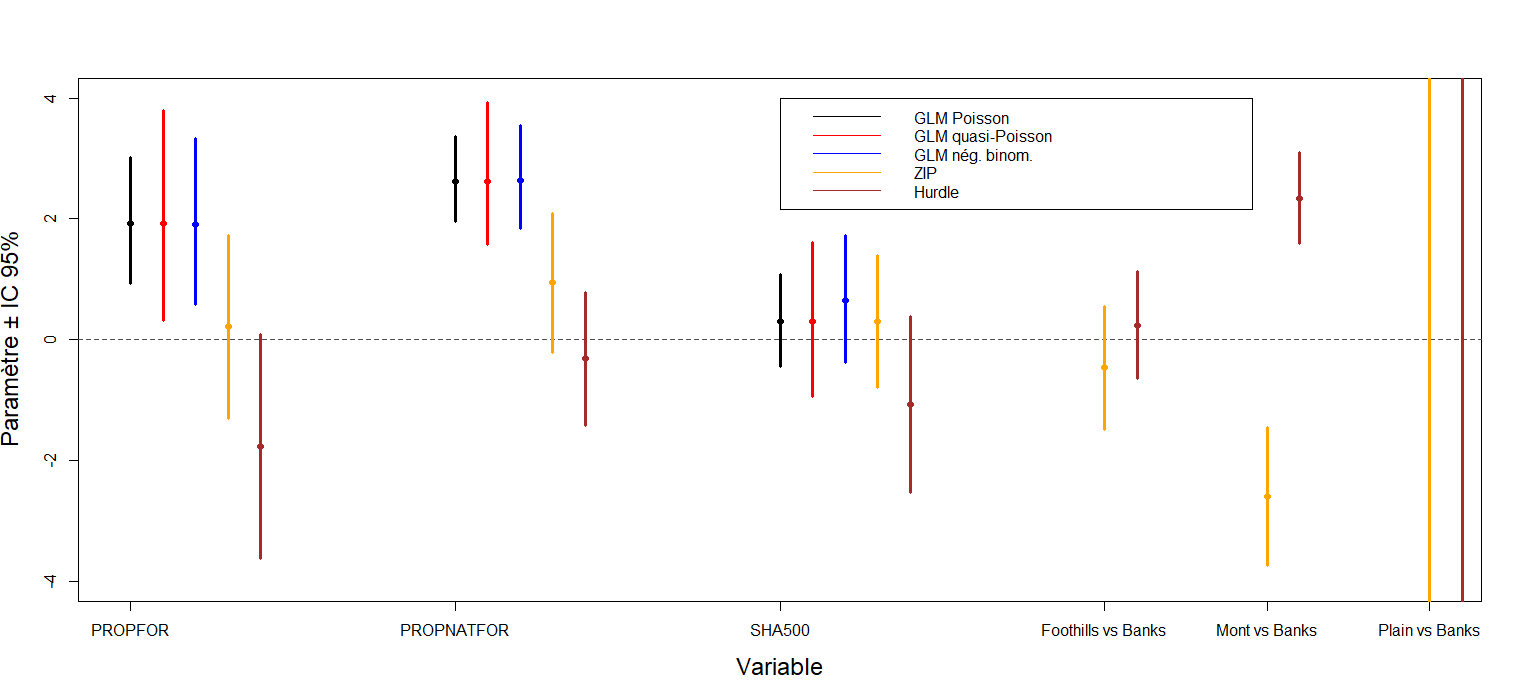 4
2
0
-2
-4
Paramètre ± IC 95%
GLM Poisson
GLM quasi-Poisson
GLM nég. binom.
ZIP
Hurdle
PROPFOR
PROPNATFOR
SHA500
Foothills vs Banks
Mont vs Banks
Plain vs Banks
Variable